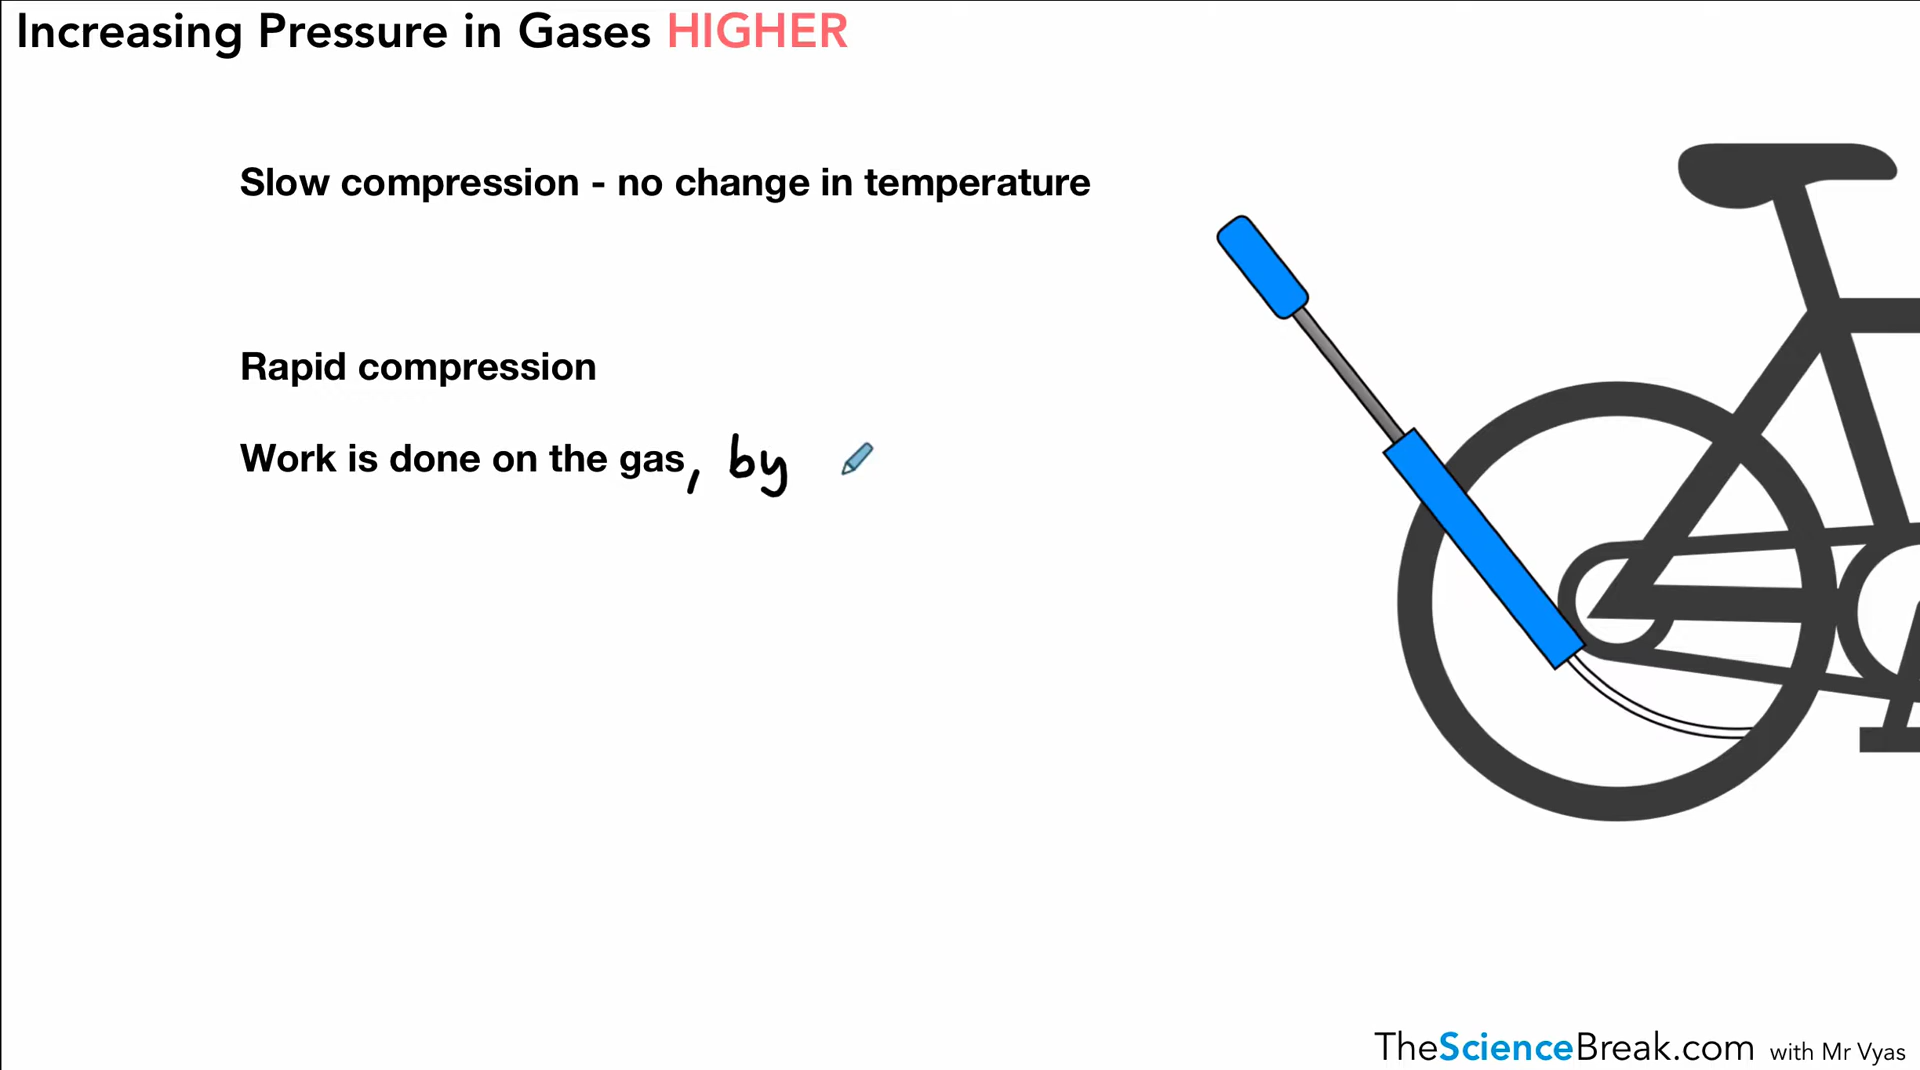 Increasing Pressure in Gases HIGHER
Slow compression - no change in temperature
Rapid compression
Work is done on the gas, by
TheScienceBreak.com with Mr Vyas